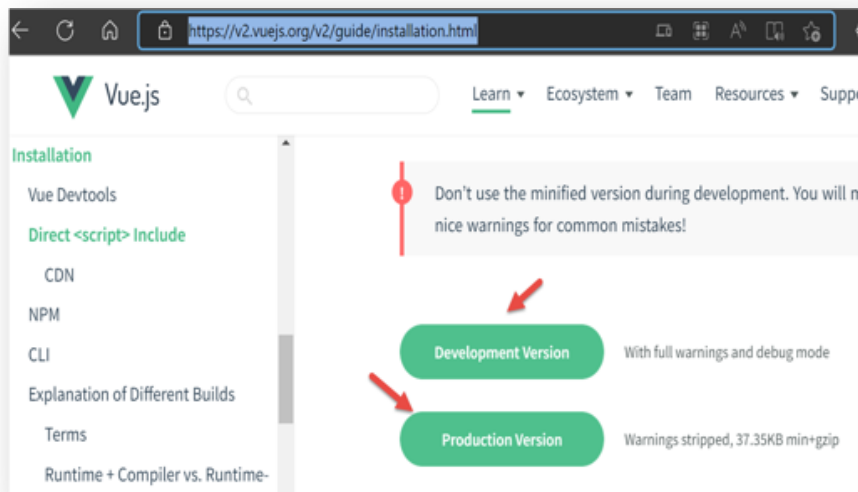 https://v2.vuejs.org/v2/guide/installation.html
Vue.js
Learn Ecosystem Team Resources Supp
Installation
Vue Devtools
Direct <script> Include
CDN
NPM
CLI
Explanation of Different Builds
Terms
Runtime + Compiler vs. Runtime-
Don't use the minified version during development. You will
nice warnings for common mistakes!
Development Version With full warnings and debug mode
Production Version Warnings stripped, 37.35KB min+gzip